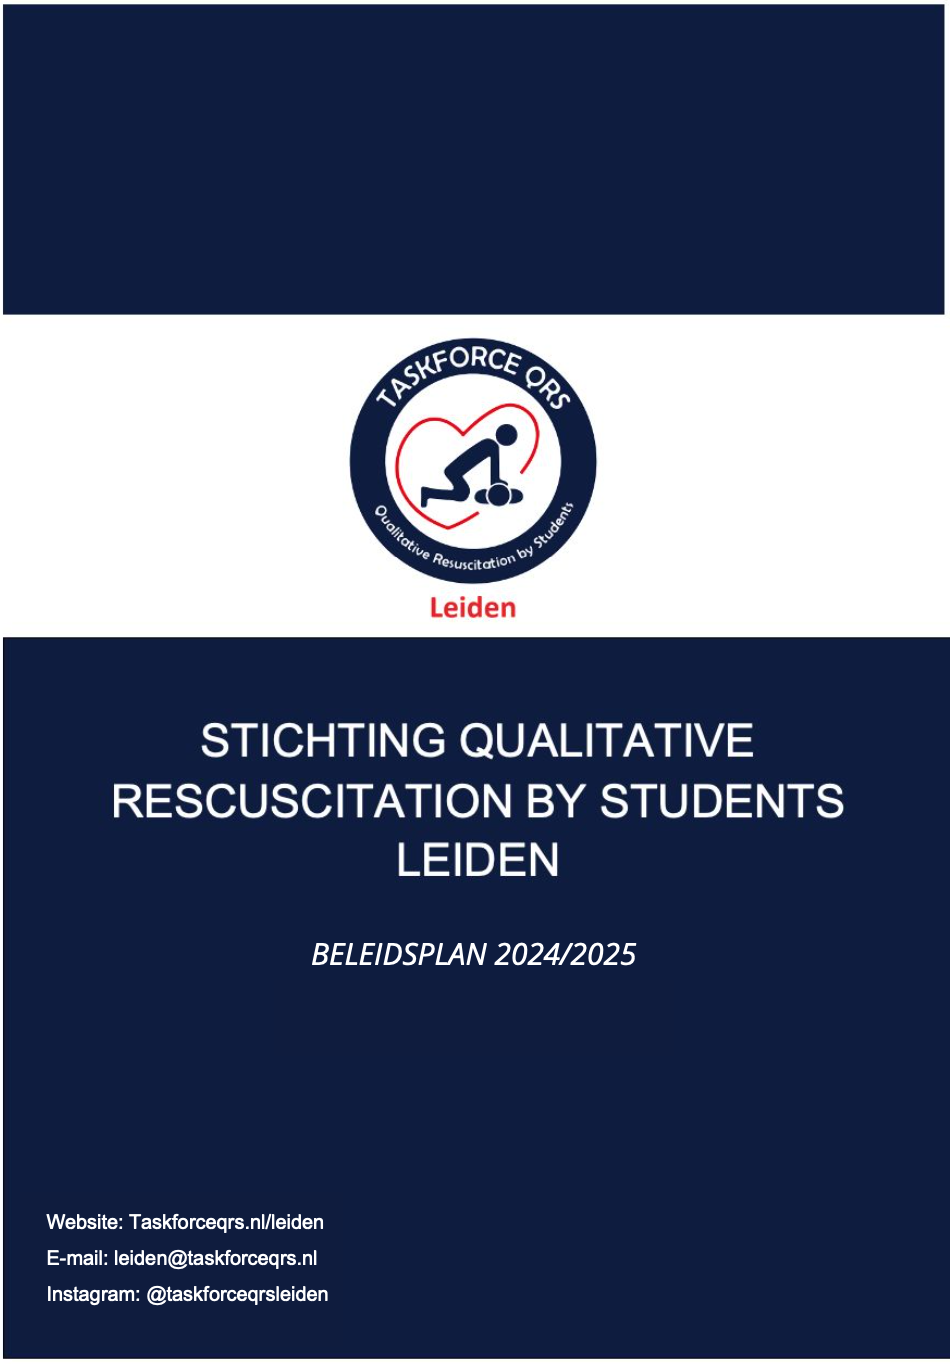 TASKFORCE QRS
Qualitative Resuscitation by Students
Leiden
STICHTING QUALITATIVE
RESCUSCITATION BY STUDENTS
LEIDEN
BELEIDSPLAN 2024/2025
Website: Taskforceqrs.nl/leiden
E-mail: leiden@taskforceqrs.nl
Instagram: @taskforceqrsleiden